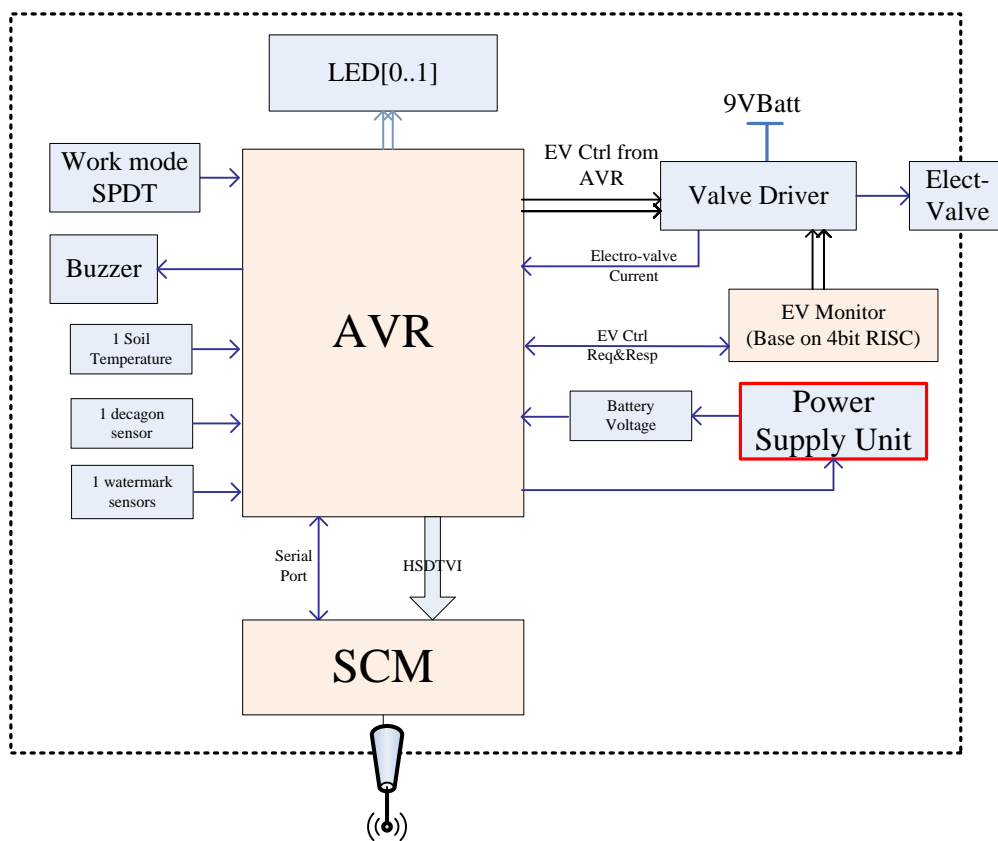 LED[0..1]
9VBatt
Work mode
SPDT
EV Ctrl from
AVR
Valve Driver
Elect-
Valve
Buzzer
Electro-valve
Current
AVR
EV Monitor
(Base on 4bit RISC)
1 Soil
Temperature
EV Ctrl
Req&Resp
1 decagon
sensor
Battery
Voltage
Power
Supply Unit
1 watermark
sensors
Serial
Port
HSDTVI
SCM